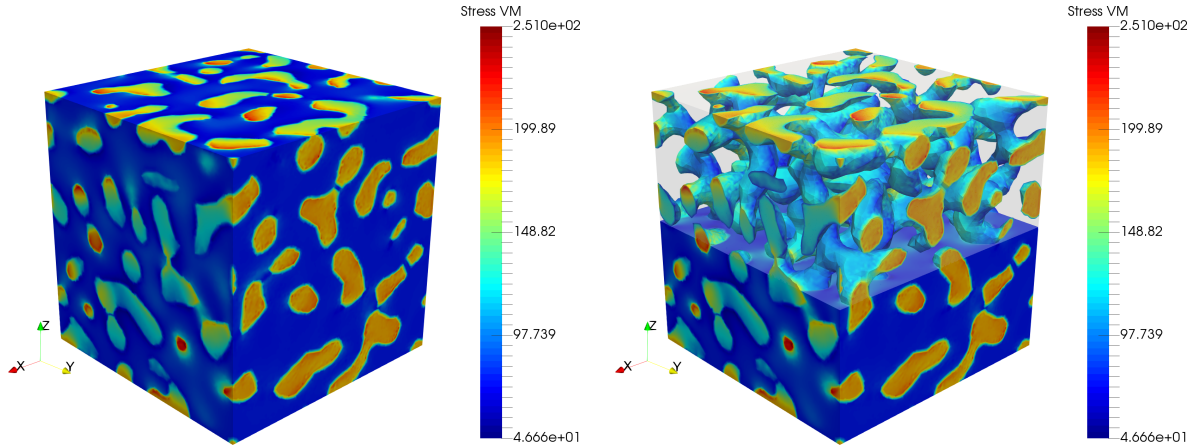 Stress VM
2.510e+02
199.89
148.82
97.739
4.666e+01
Z
X
Y
Stress VM
2.510e+02
199.89
148.82
97.739
4.666e+01
Z
X
Y